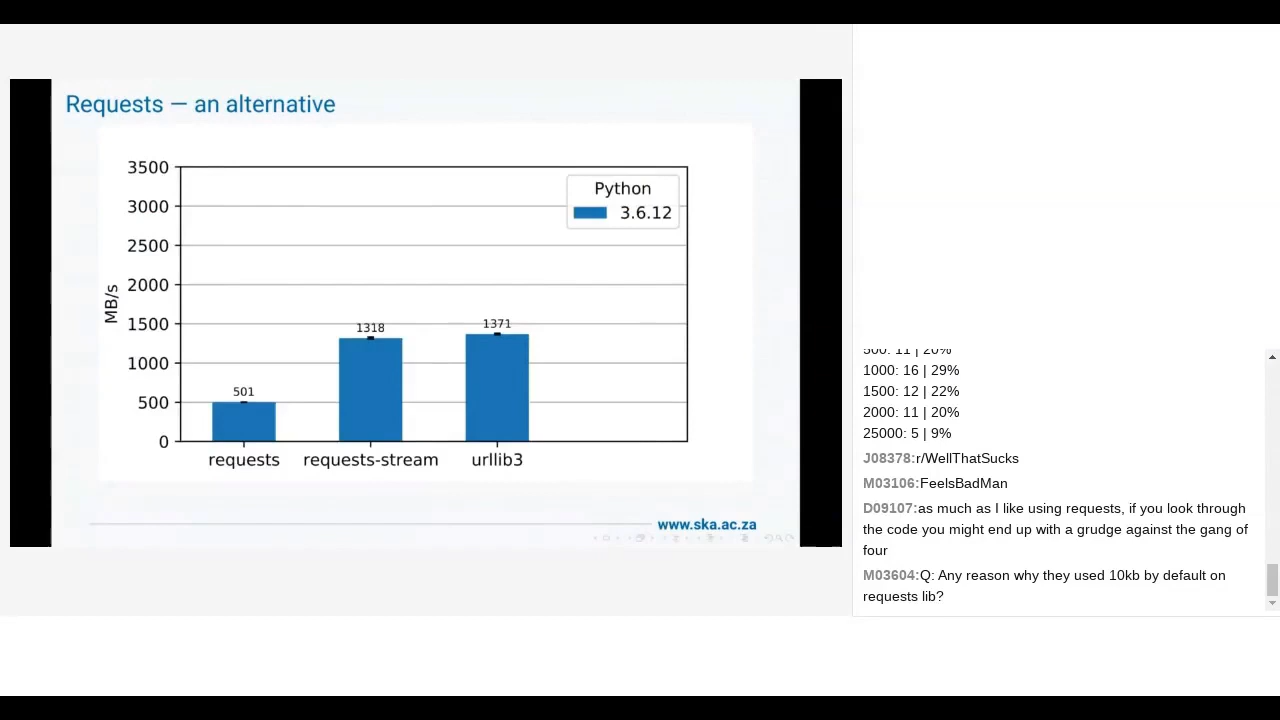 Requests — an alternative
3500
3000
2500
2000
1500
1000
500
0
MB/s
Python
3.6.12
501
1318
1371
requests
requests-stream
urllib3
www.ska.ac.za
500: 11 | 20%
1000: 16 | 29%
1500: 12 | 22%
2000: 11 | 20%
25000: 5 | 9%
J08378:r/WellThatSucks
M03106:FeelsBadMan
D09107:as much as I like using requests, if you look through
the code you might end up with a grudge against the gang of
four
M03604:Q: Any reason why they used 10kb by default on
requests lib?